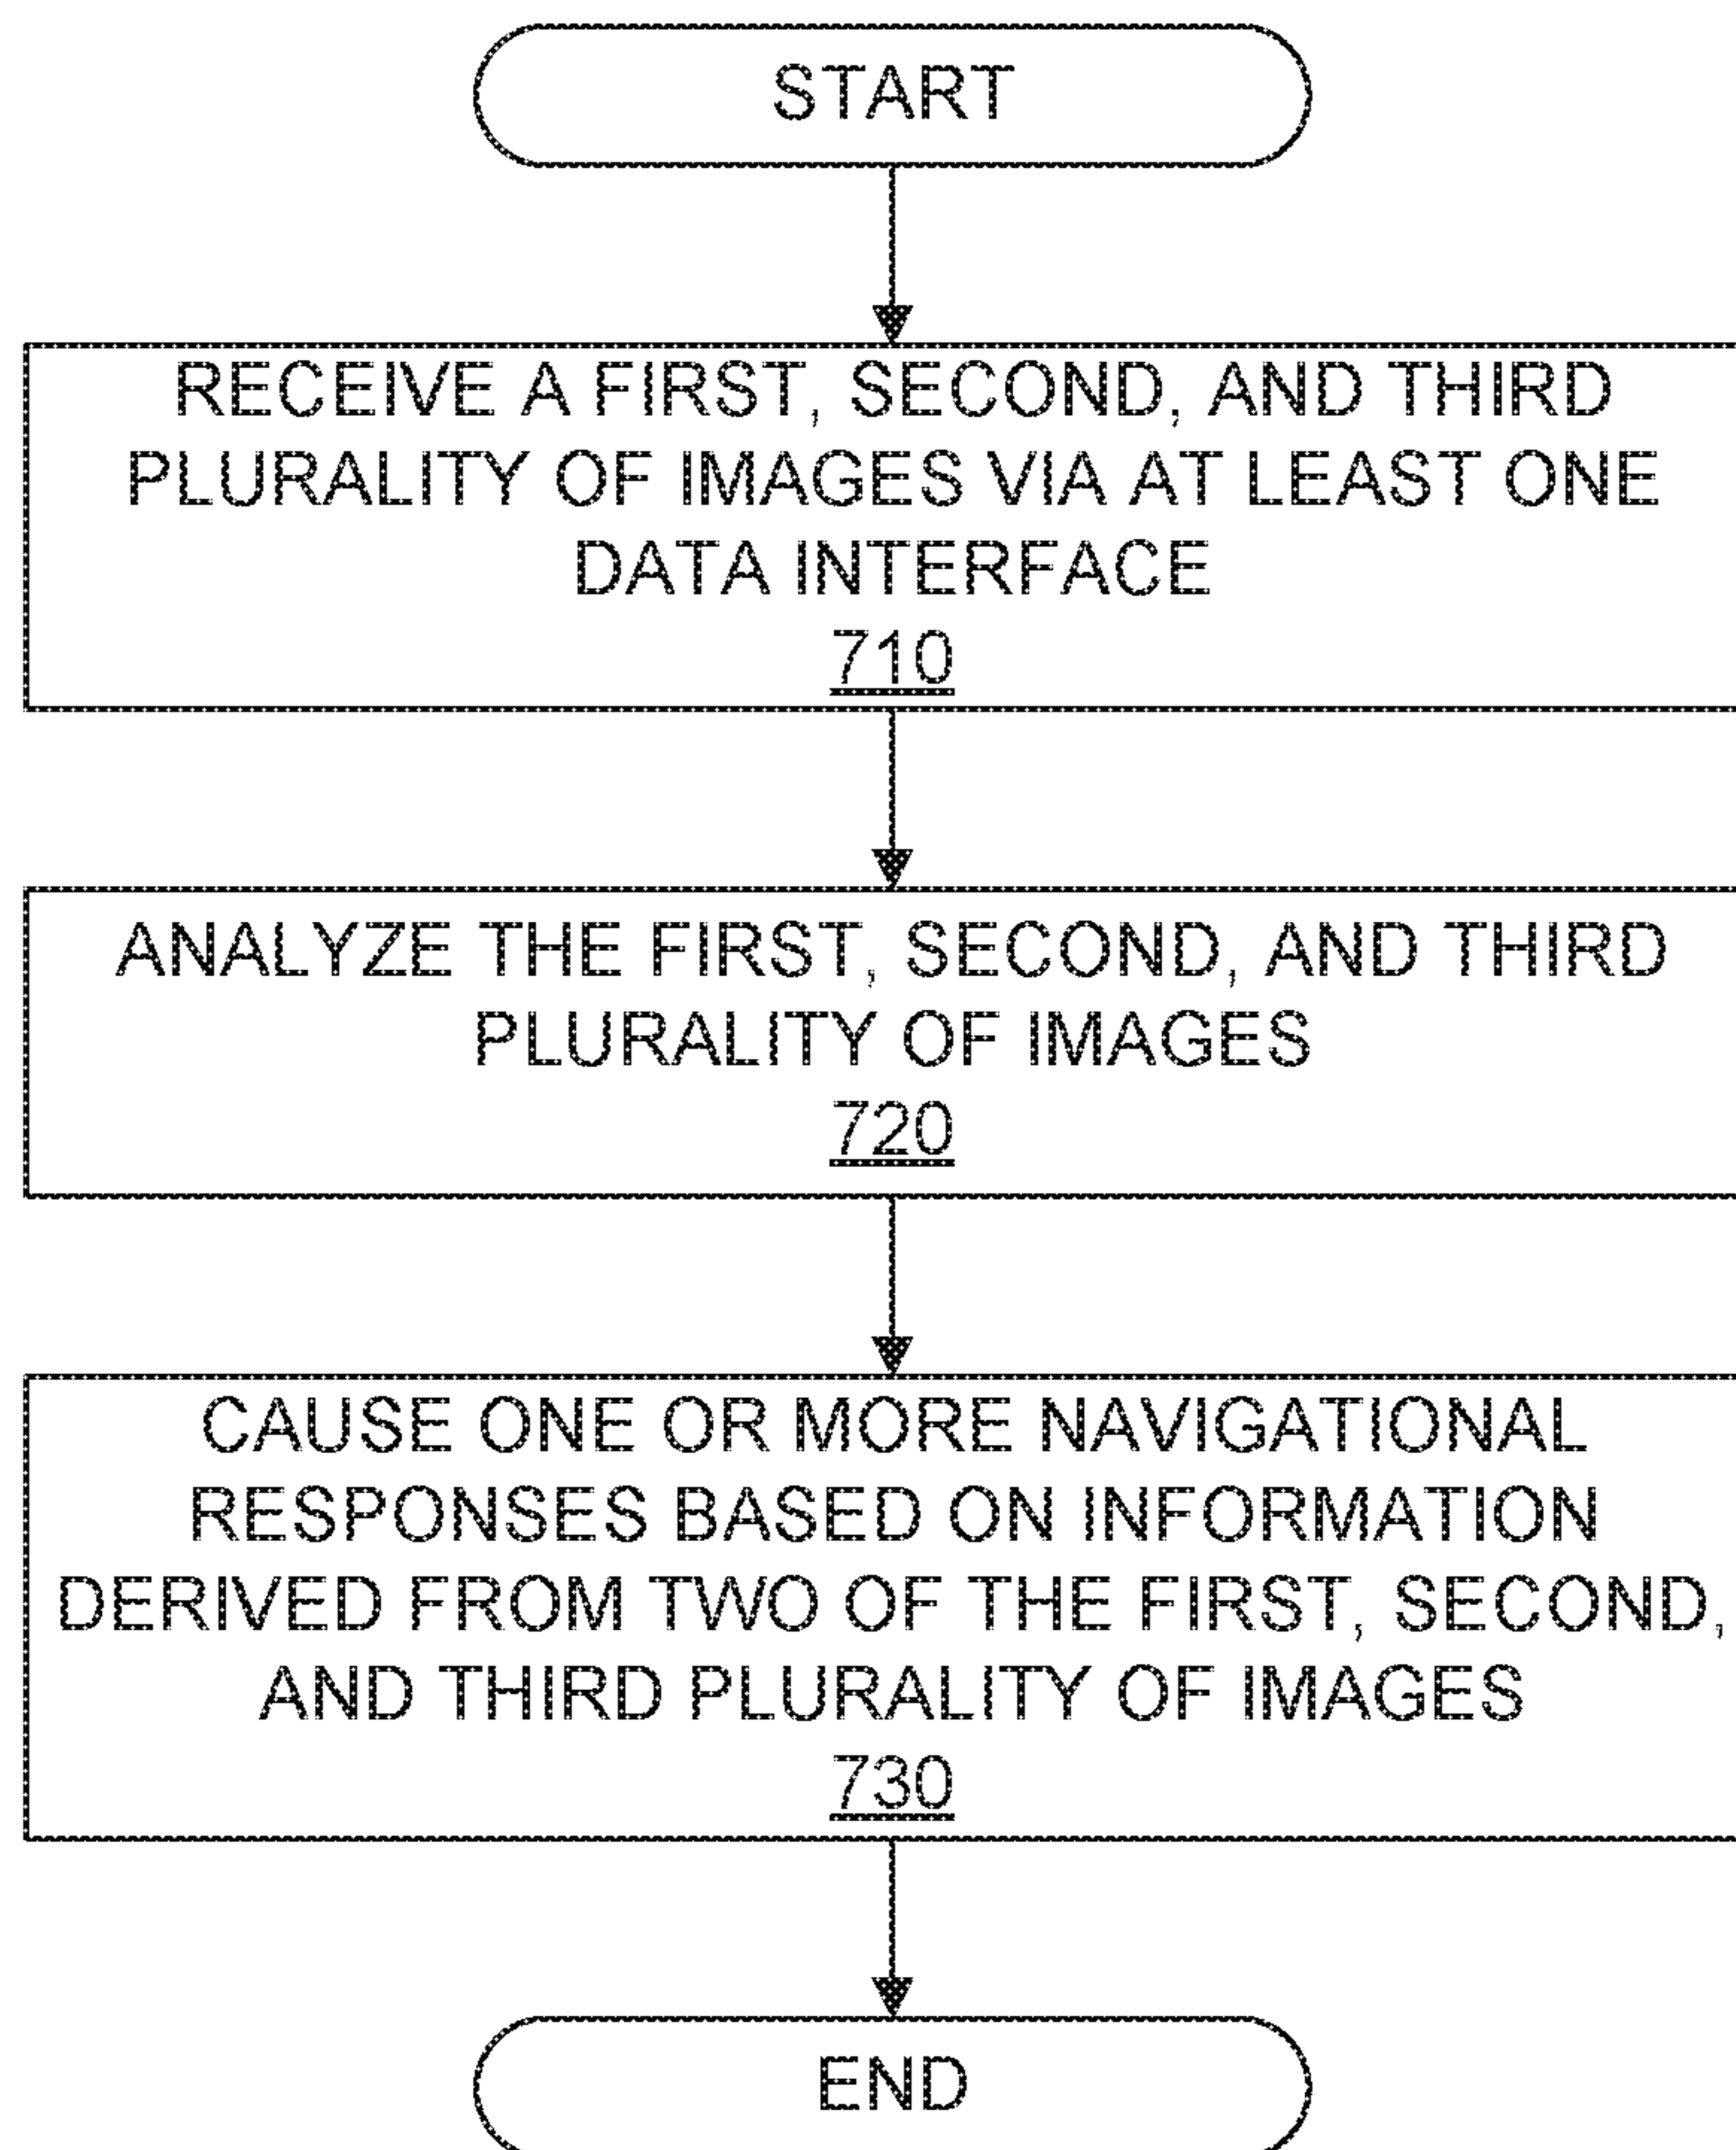 START
RECEIVE A FIRST, SECOND, AND THIRD
PLURALITY OF IMAGES VIA AT LEAST ONE
DATA INTERFACE
710
ANALYZE THE FIRST, SECOND, AND THIRD
PLURALITY OF IMAGES
720
CAUSE ONE OR MORE NAVIGATIONAL
RESPONSES BASED ON INFORMATION
DERIVED FROM TWO OF THE FIRST, SECOND,
AND THIRD PLURALITY OF IMAGES
730
END